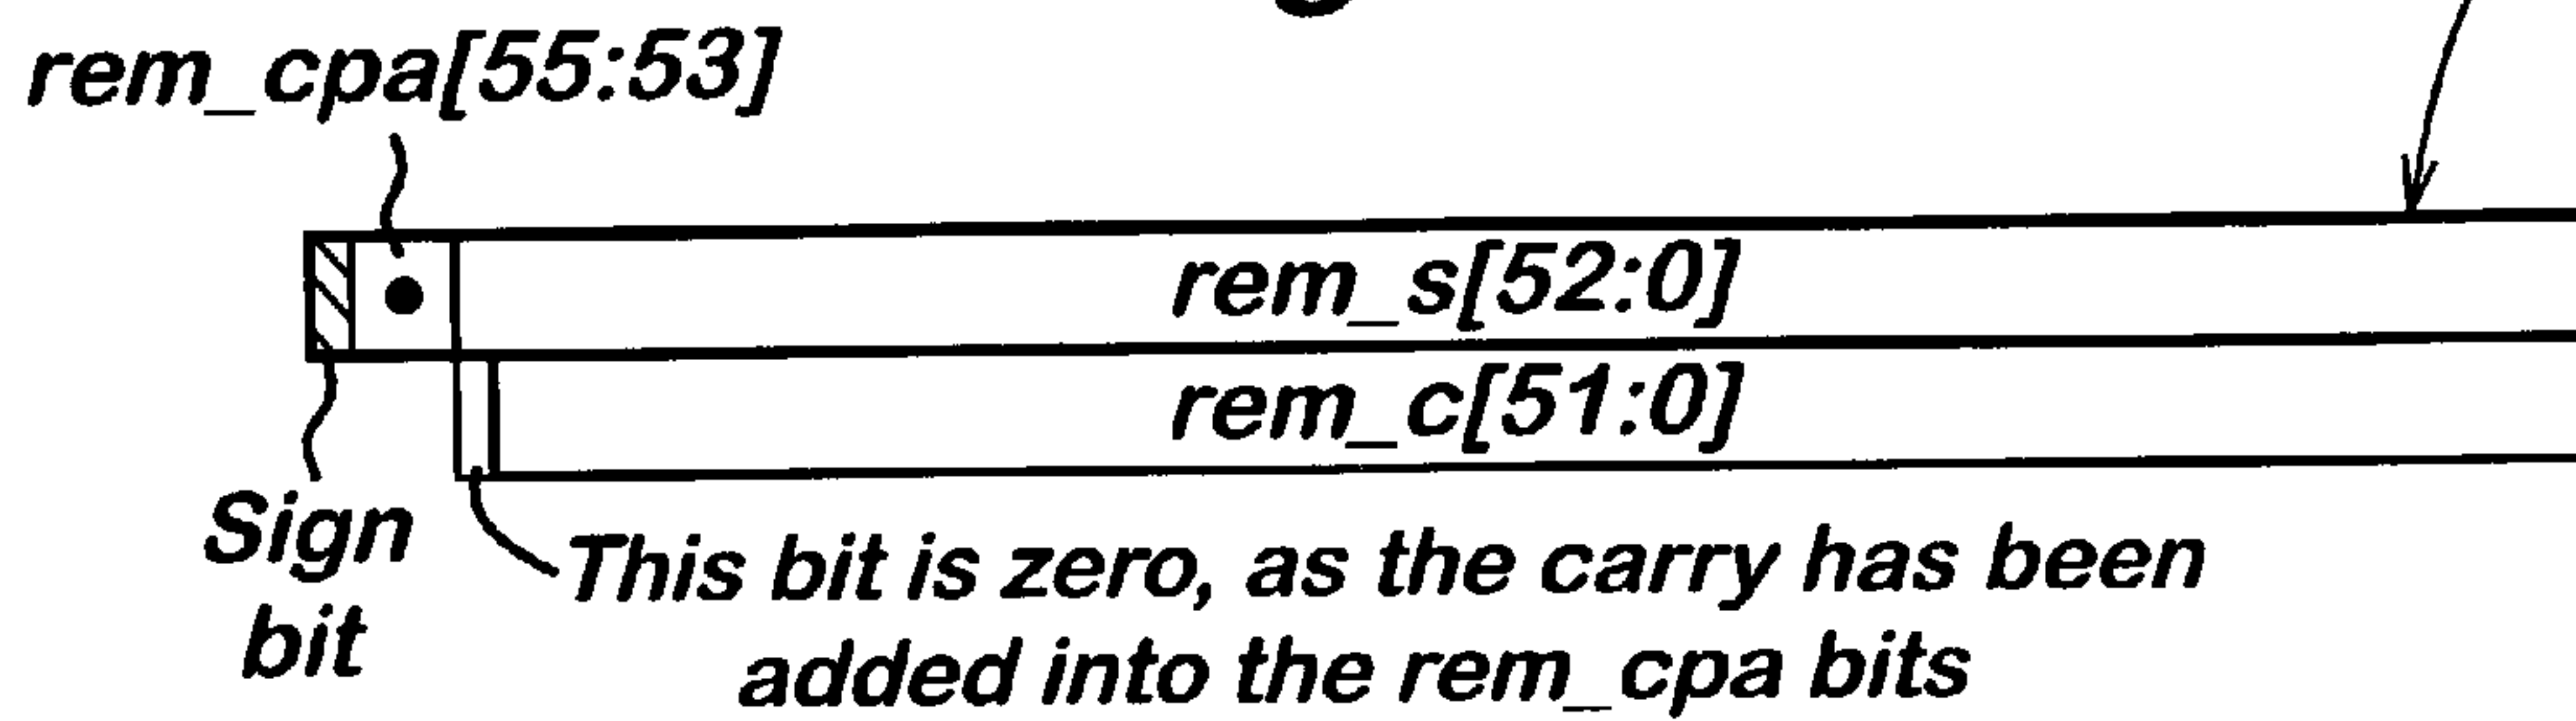 rem_cpa[55:53]
rem_s[52:0]
rem_c[51:0]
Sign
bit
This bit is zero, as the carry has been
added into the rem_cpa bits